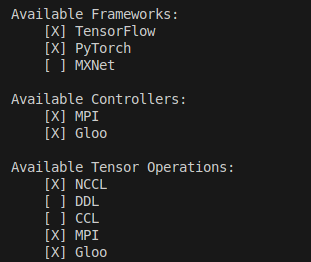 Available Frameworks:
[X] TensorFlow
[X] PyTorch
[ ] MXNet
Available Controllers:
[X] MPI
[X] Gloo
Available Tensor Operations:
[X] NCCL
[ ] DDL
[ ] CCL
[X] MPI
[X] Gloo